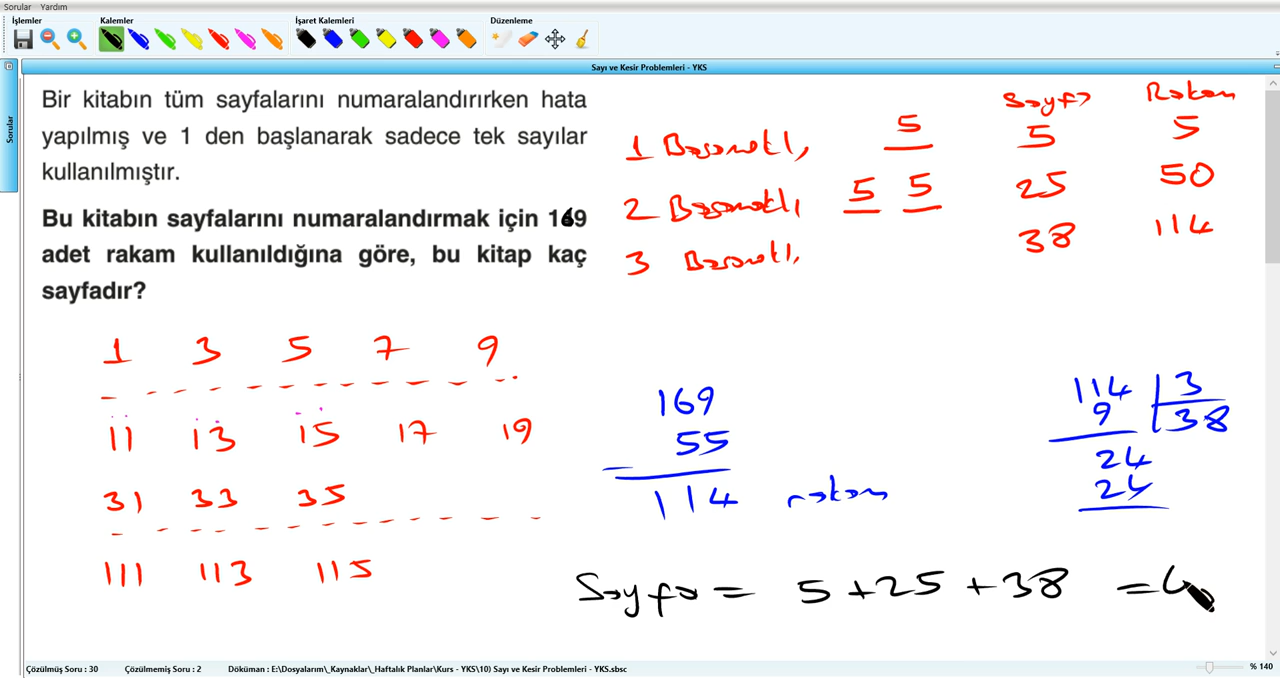 Sorular Yardım
İşlemler Kalemler İşaret Kalemleri Düzenleme
Sayı ve Kesir Problemleri - YKS
Sorular
Bir kitabın tüm sayfalarını numaralandırırken hata
yapılmış ve 1 den başlanarak sadece tek sayılar
kullanılmıştır.
Bu kitabın sayfalarını numaralandırmak için 169
adet rakam kullanıldığına göre, bu kitap kaç
sayfadır?
Sayfa Rakam
1 Basamaklı, 5 5 5
2 Basamaklı, 5 5 25 50
3 Basamaklı, 38 114
1 3 5 7 9
11 13 15 17 19
31 33 35
111 113 115
169
55
114 rakam
114 3
9 38
24
24
Sayfa = 5 + 25 + 38 = 6
Çözülmüş Soru : 30 Çözülmemiş Soru : 2 Döküman : E:\Dosyalarım\_Kaynaklar\_Haftalık Planlar\Kurs - YKS\10) Sayı ve Kesir Problemleri - YKS.sbsc % 140